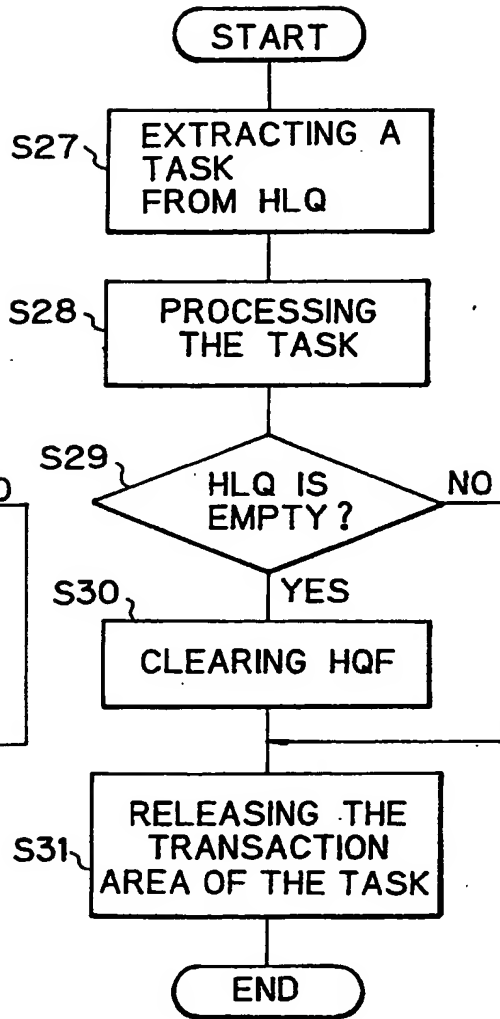 START
S27
EXTRACTING A
TASK
FROM HLQ
S28
PROCESSING
THE TASK
S29
HLQ IS
EMPTY?
NO
YES
S30
CLEARING HQF
S31
RELEASING THE
TRANSACTION
AREA OF THE TASK
END